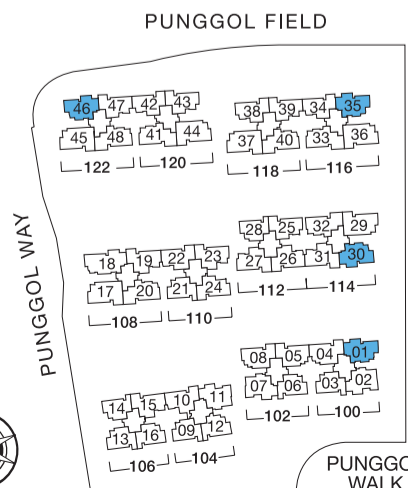 PUNGGOL FIELD
46 47 42 43
45 48 41 44
122 120
38 39 34 35
37 40 33 36
118 116
PUNGGOL WAY
18 19 22 23
17 20 21 24
108 110
28 25 32 29
27 26 31 30
112 114
14 15 10 11
13 16 09 12
106 104
08 05 04 01
07 06 03 02
102 100
PUNGGO
WALK